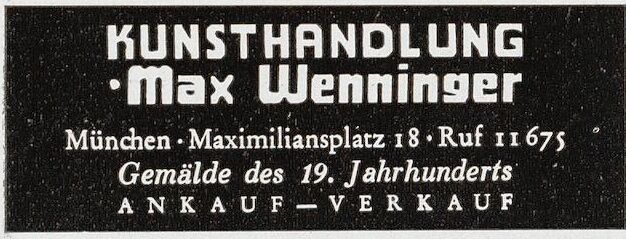 KUNSTHANDLUNG
Max Wenninger
München · Maximiliansplatz 18 · Ruf 11675
Gemälde des 19. Jahrhunderts
ANKAUF — VERKAUF